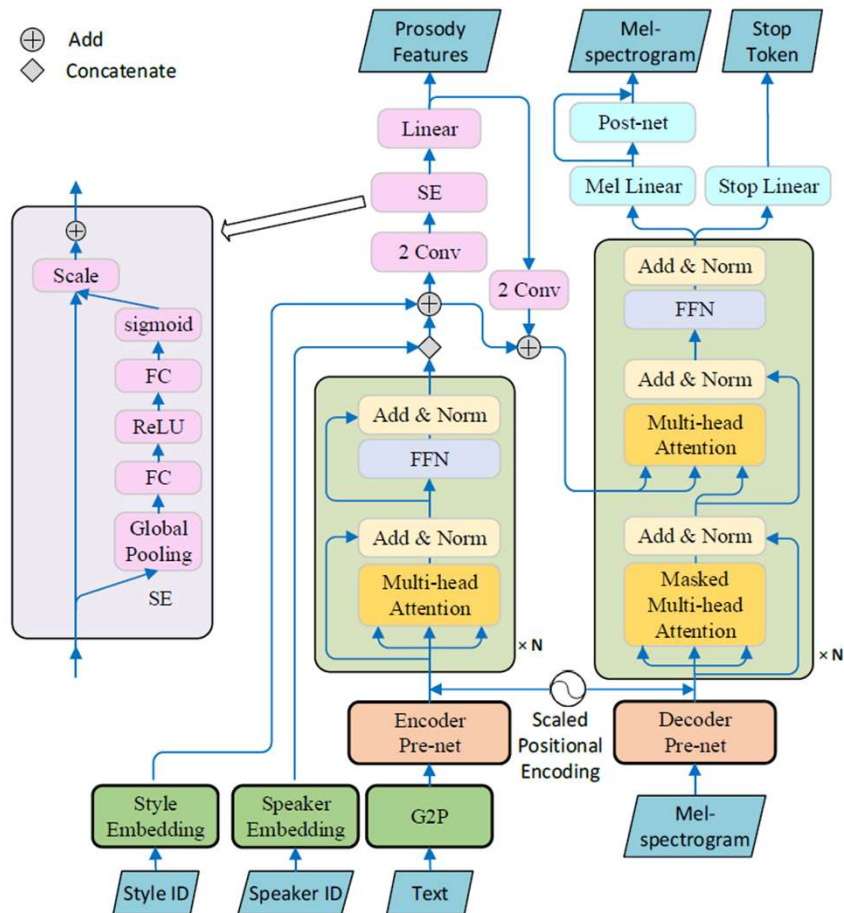 Add
Concatenate
Prosody
Features
Mel-
spectrogram
Stop
Token
Linear
SE
2 Conv
Post-net
Mel Linear
Stop Linear
2 Conv
Scale
sigmoid
FC
ReLU
FC
Global
Pooling
SE
Add & Norm
FFN
Add & Norm
Multi-head
Attention
× N
Add & Norm
FFN
Add & Norm
Multi-head
Attention
Add & Norm
Masked
Multi-head
Attention
× N
Encoder
Pre-net
Scaled
Positional
Encoding
Decoder
Pre-net
Style
Embedding
Speaker
Embedding
G2P
Mel-
spectrogram
Style ID
Speaker ID
Text